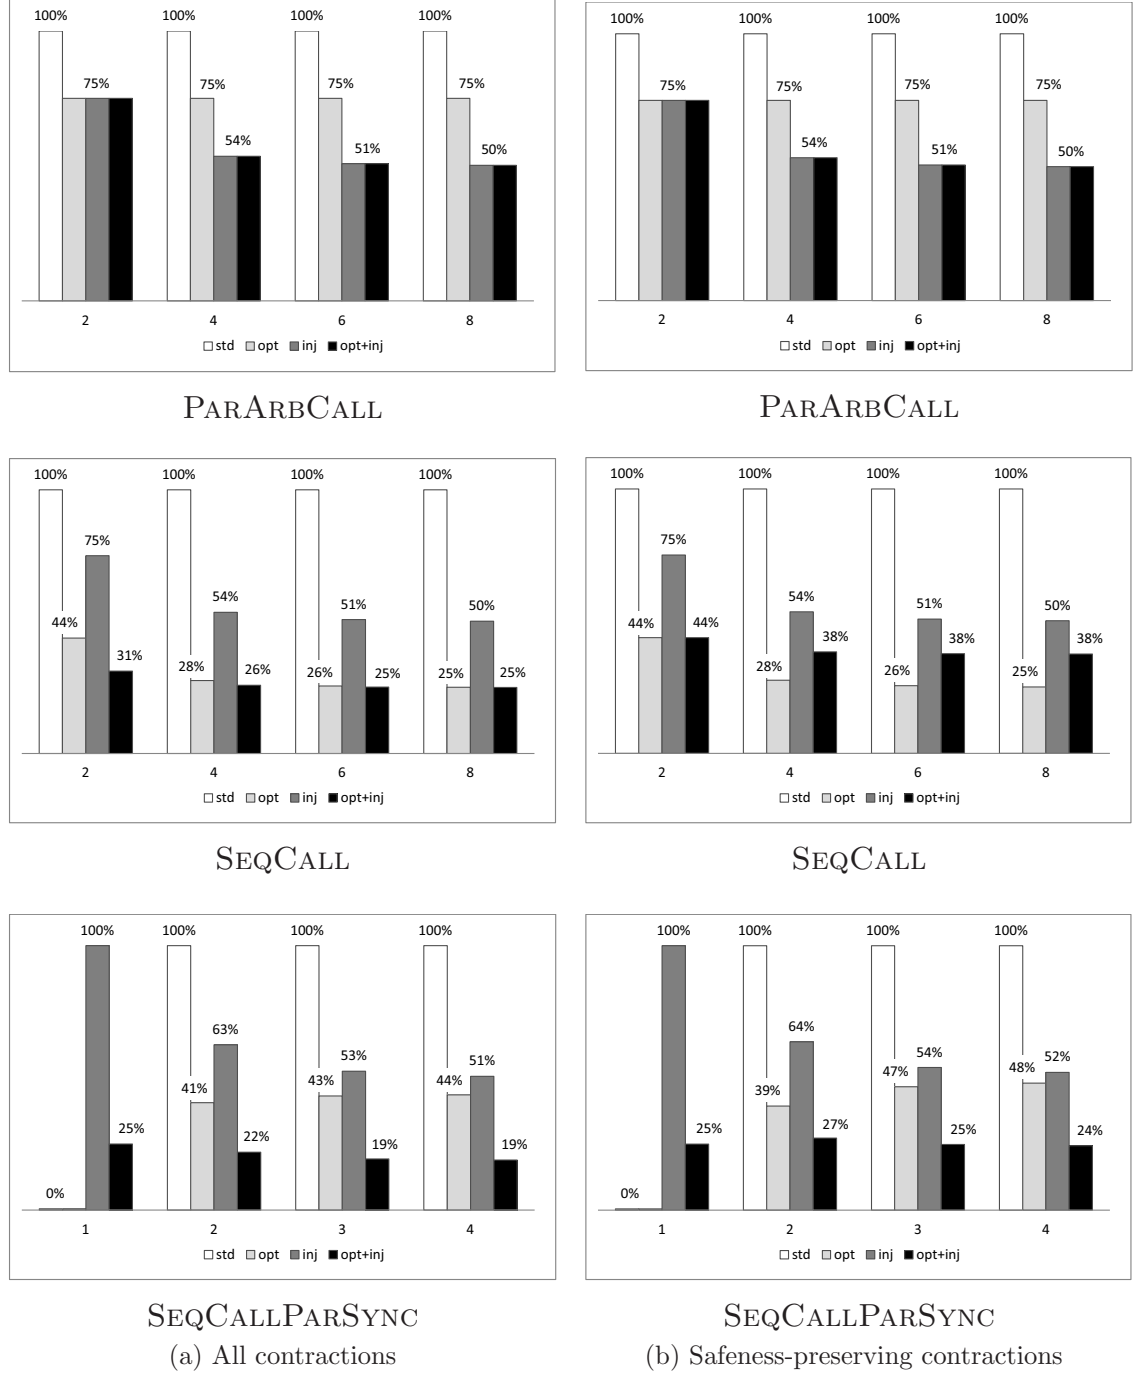 100% 100% 100% 100%
75% 75% 75% 75%
54% 51% 50%
2 4 6 8
std opt inj opt+inj
PARARBCALL
100% 100% 100% 100%
75% 75% 75% 75%
54% 51% 50%
2 4 6 8
std opt inj opt+inj
PARARBCALL
100% 100% 100% 100%
44% 75% 31% 28% 54% 26% 26% 51% 25% 25% 50% 25%
2 4 6 8
std opt inj opt+inj
SEQCALL
100% 100% 100% 100%
44% 75% 44% 28% 54% 38% 26% 51% 38% 25% 50% 38%
2 4 6 8
std opt inj opt+inj
SEQCALL
100% 100% 100% 100%
0% 25% 41% 63% 22% 43% 53% 19% 44% 51% 19%
1 2 3 4
std opt inj opt+inj
SEQCALLPARSYNC
(a) All contractions
100% 100% 100% 100%
0% 25% 39% 64% 27% 47% 54% 25% 48% 52% 24%
1 2 3 4
std opt inj opt+inj
SEQCALLPARSYNC
(b) Safeness-preserving contractions